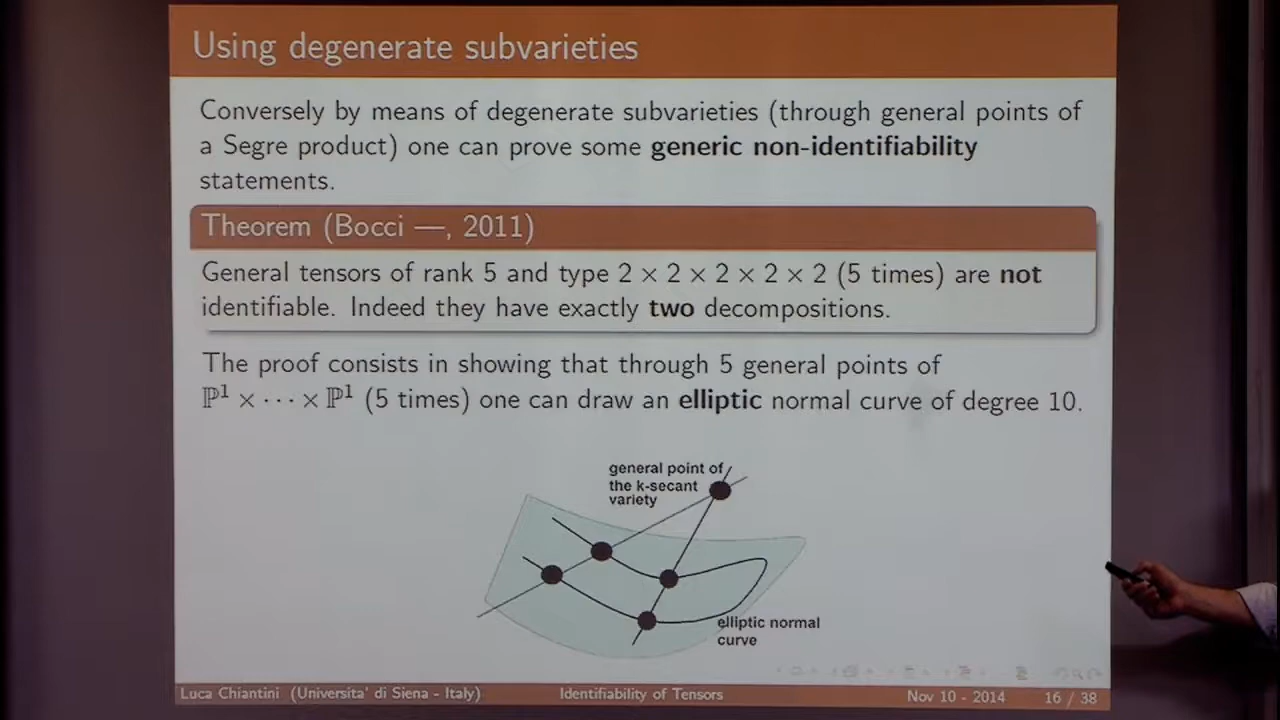 Using degenerate subvarieties
Conversely by means of degenerate subvarieties (through general points of
a Segre product) one can prove some generic non-identifiability
statements.
Theorem (Bocci —, 2011)
General tensors of rank 5 and type 2 × 2 × 2 × 2 × 2 (5 times) are not
identifiable. Indeed they have exactly two decompositions.
The proof consists in showing that through 5 general points of
ℙ¹ × ⋯ × ℙ¹ (5 times) one can draw an elliptic normal curve of degree 10.
general point of
the k-secant
variety
elliptic normal
curve
Luca Chiantini (Universita' di Siena - Italy) Identifiability of Tensors Nov 10 - 2014 16 / 38